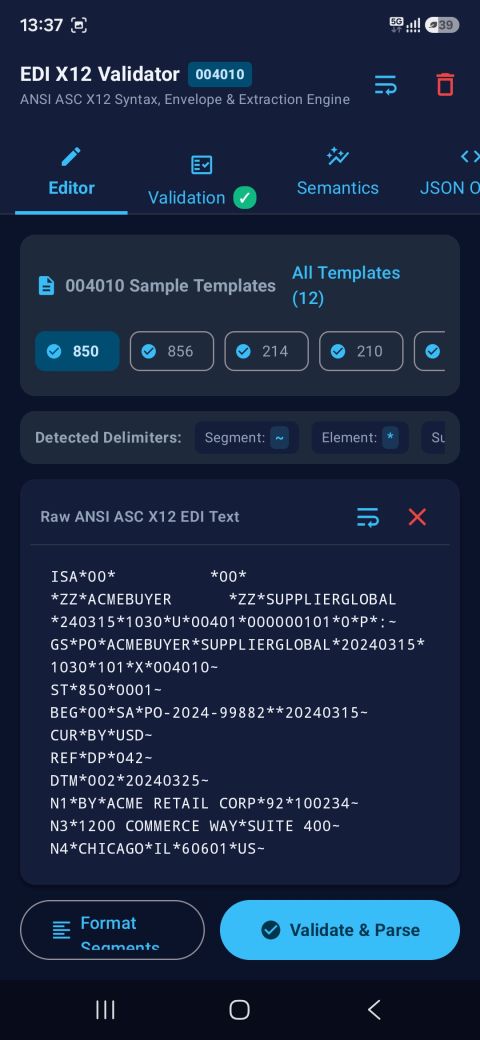 13:37
5G
39
EDI X12 Validator 004010
ANSI ASC X12 Syntax, Envelope & Extraction Engine
Editor
Validation
Semantics
JSON O
004010 Sample Templates
All Templates
(12)
850
856
214
210
Detected Delimiters:
Segment: ~
Element: *
Su
Raw ANSI ASC X12 EDI Text
ISA*00*          *00*
*ZZ*ACMEBUYER      *ZZ*SUPPLIERGLOBAL
*240315*1030*U*00401*000000101*0*P*:~
GS*PO*ACMEBUYER*SUPPLIERGLOBAL*20240315*
1030*101*X*004010~
ST*850*0001~
BEG*00*SA*PO-2024-99882**20240315~
CUR*BY*USD~
REF*DP*042~
DTM*002*20240325~
N1*BY*ACME RETAIL CORP*92*100234~
N3*1200 COMMERCE WAY*SUITE 400~
N4*CHICAGO*IL*60601*US~
Format
Segments
Validate & Parse